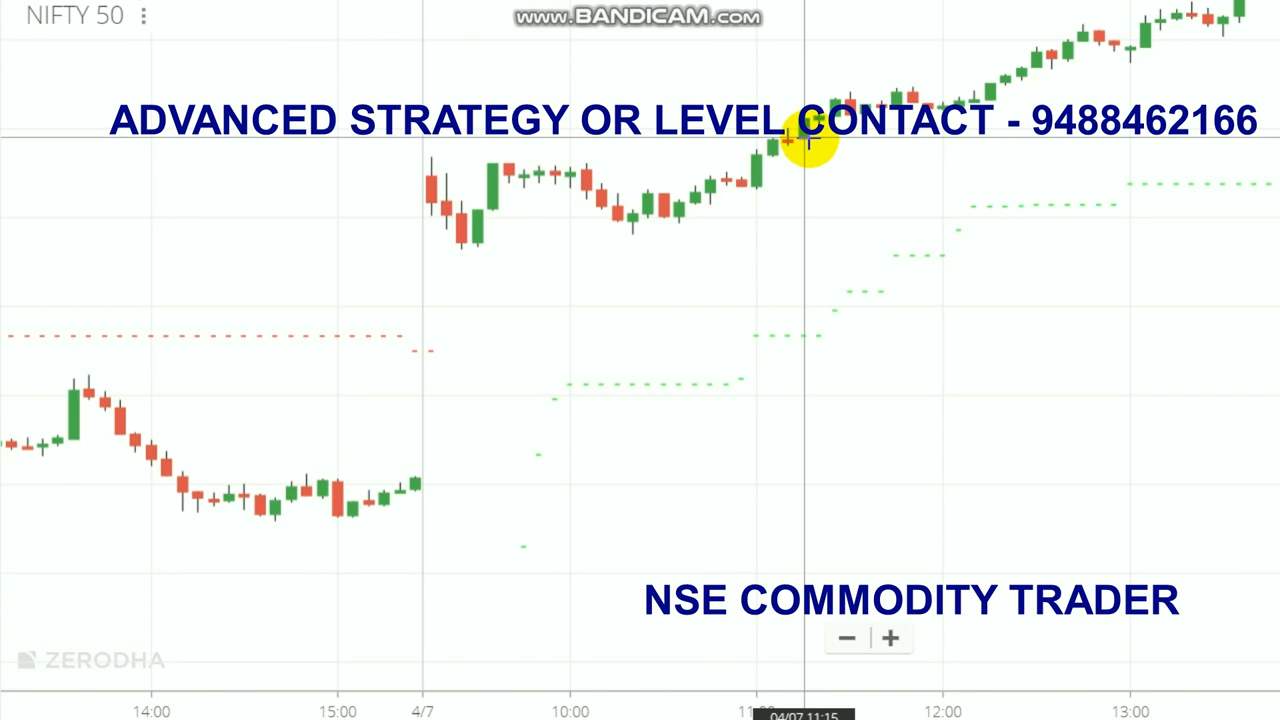 NIFTY 50
www.BANDICAM.com
ADVANCED STRATEGY OR LEVEL CONTACT - 9488462166
NSE COMMODITY TRADER
ZERODHA
14:00 15:00 4/7 10:00 04/07 11:15 12:00 13:00